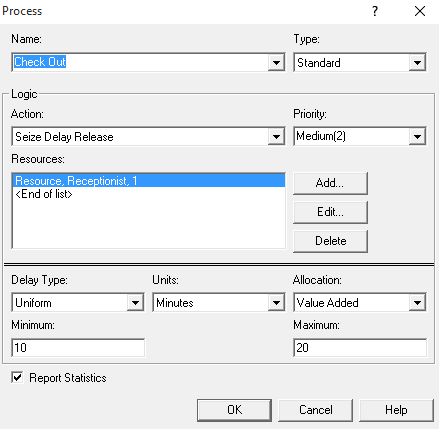 Process
?
Name:
Type:
Check Out
Standard
Logic
Action:
Priority:
Seize Delay Release
Medium(2)
Resources:
Resource, Receptionist, 1
<End of list>
Add...
Edit...
Delete
Delay Type:
Units:
Allocation:
Uniform
Minutes
Value Added
Minimum:
Maximum:
10
20
Report Statistics
OK
Cancel
Help